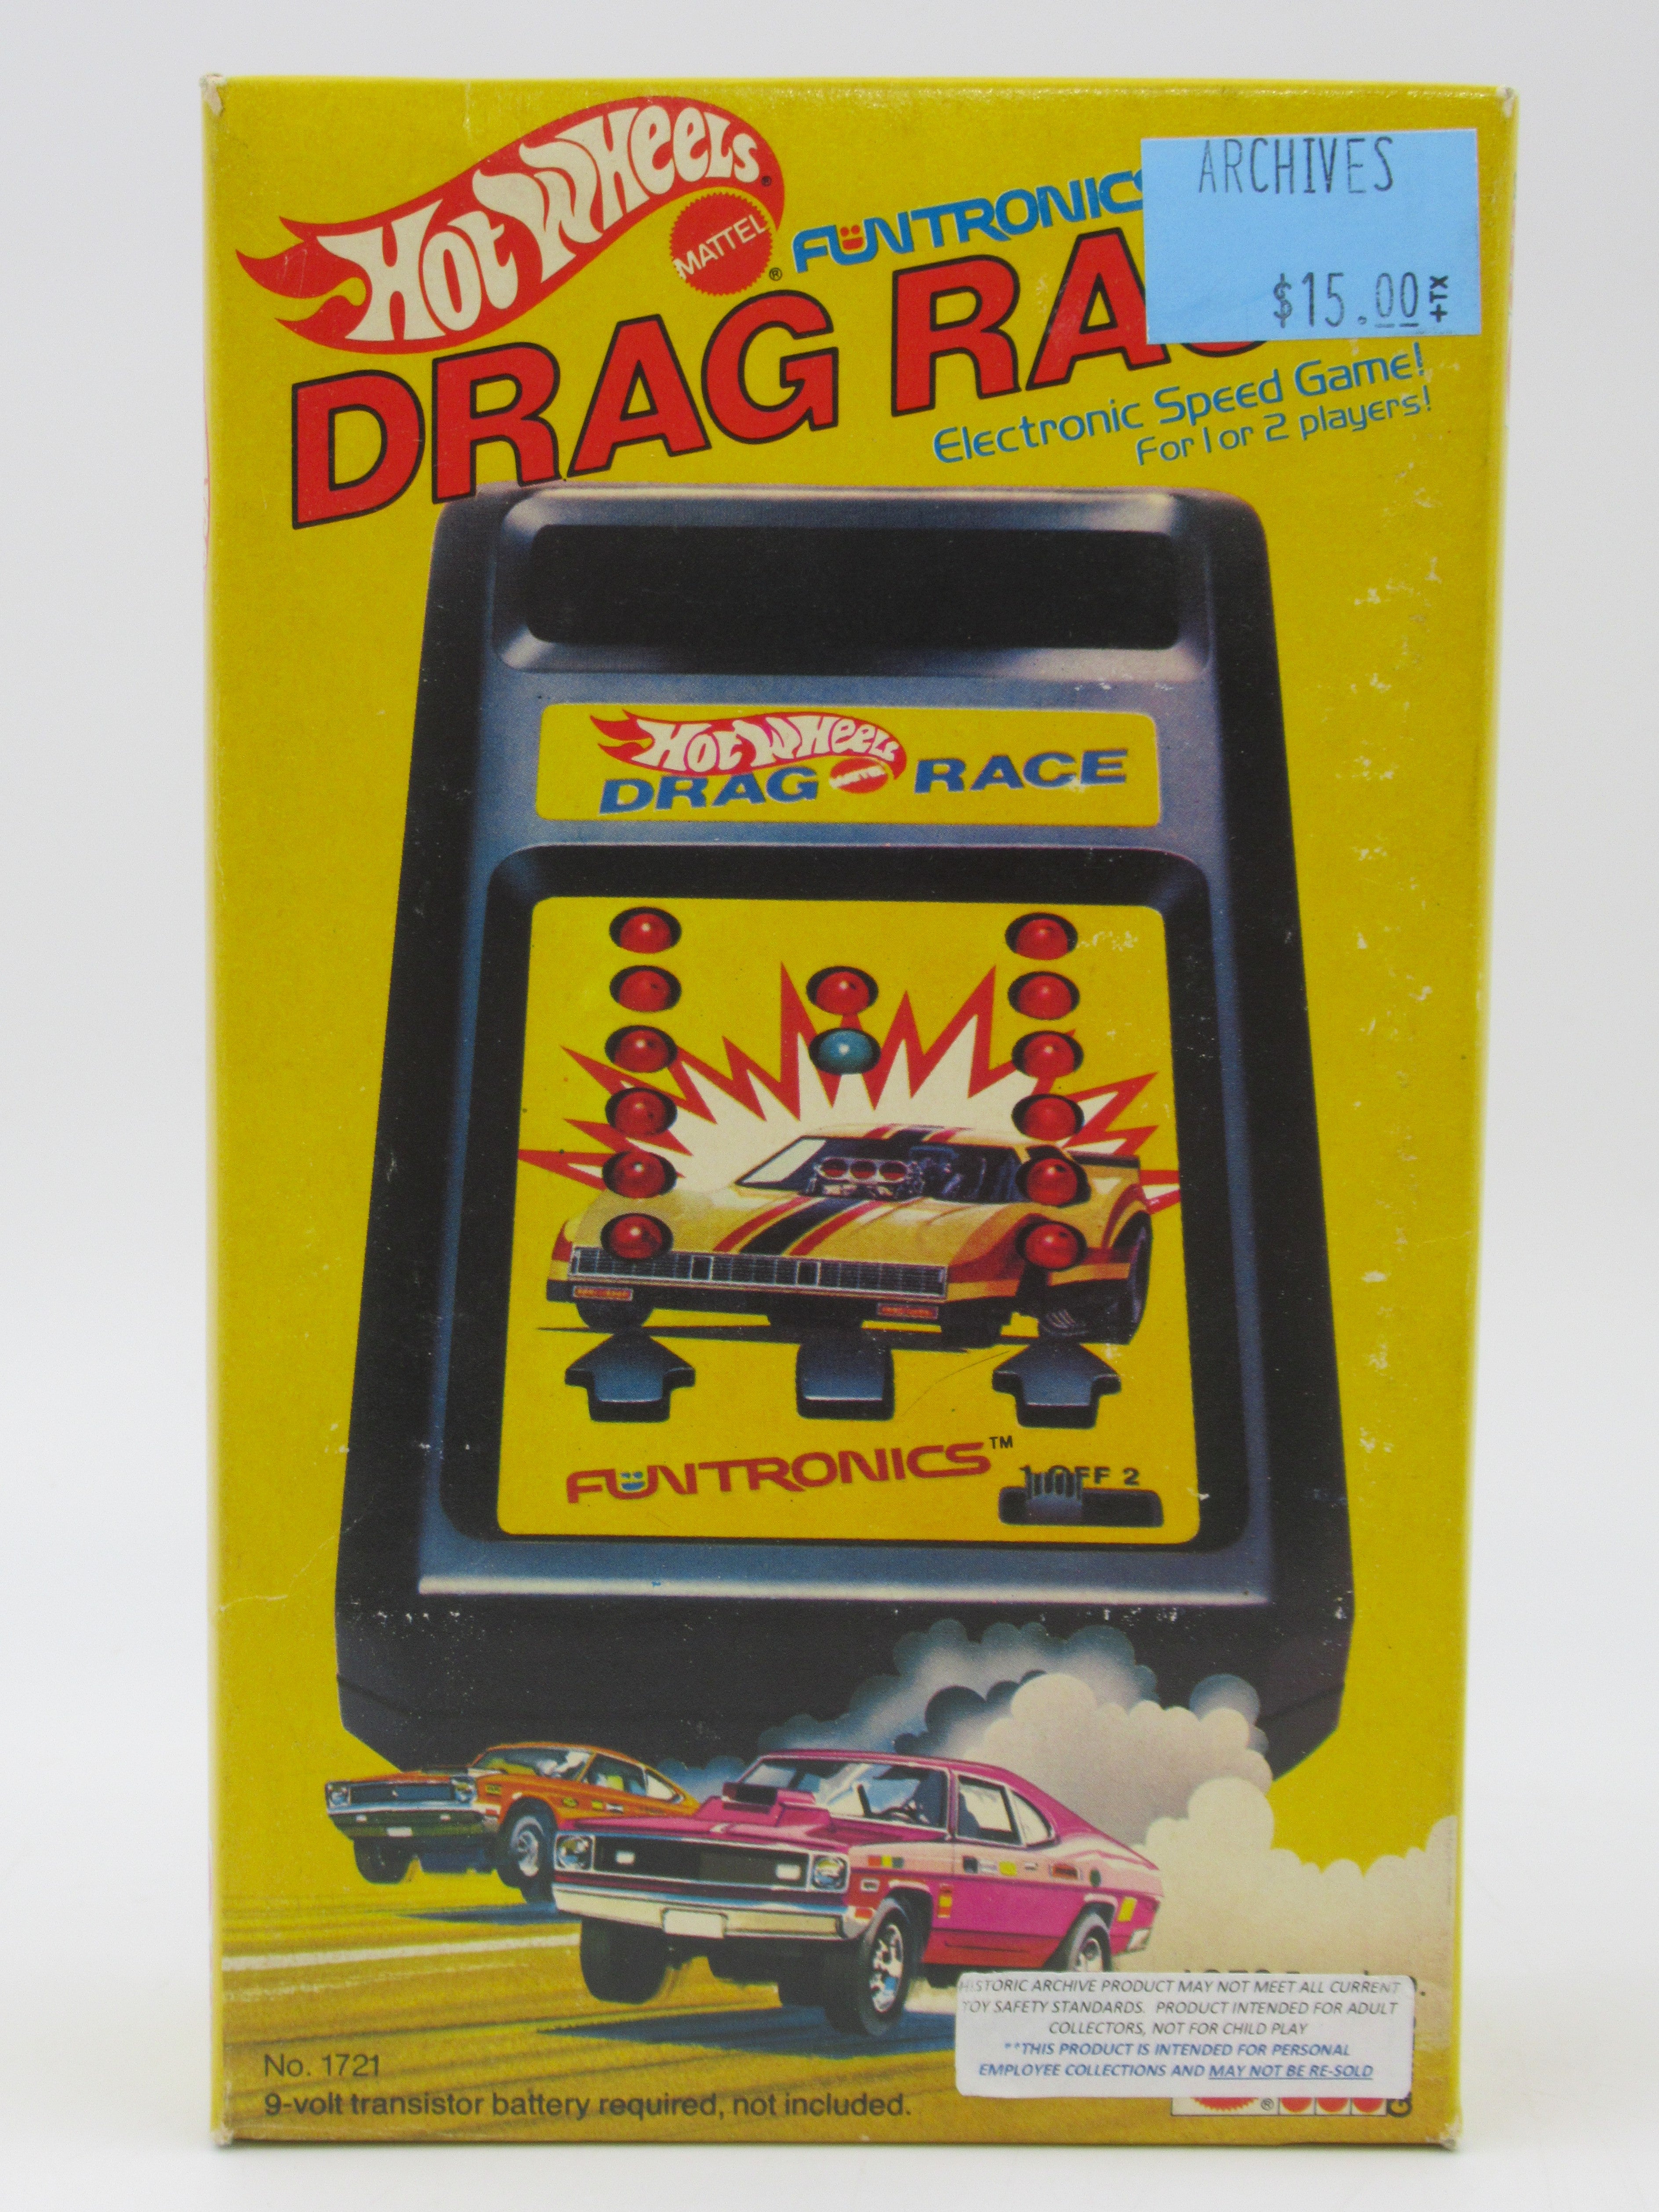 Hot Wheels®
MATTEL®
FUNTRONICS
ARCHIVES
$15.00 +TX
DRAG RAC
Electronic Speed Game!
For 1 or 2 players!
Hot Wheels
MATTEL
DRAG RACE
FUNTRONICS™
1 OFF 2
HISTORIC ARCHIVE PRODUCT MAY NOT MEET ALL CURRENT
TOY SAFETY STANDARDS. PRODUCT INTENDED FOR ADULT
COLLECTORS, NOT FOR CHILD PLAY
**THIS PRODUCT IS INTENDED FOR PERSONAL
EMPLOYEE COLLECTIONS AND MAY NOT BE RE-SOLD
No. 1721
9-volt transistor battery required, not included.
®